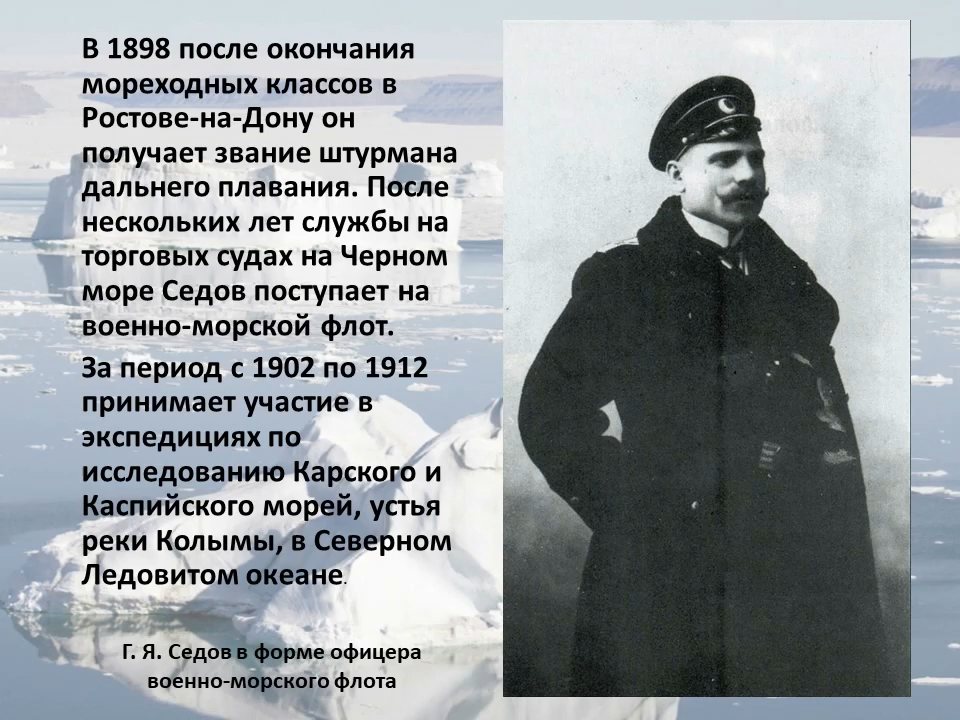 В 1898 после окончания
мореходных классов в
Ростове-на-Дону он
получает звание штурмана
дальнего плавания. После
нескольких лет службы на
торговых судах на Черном
море Седов поступает на
военно-морской флот.
За период с 1902 по 1912
принимает участие в
экспедициях по
исследованию Карского и
Каспийского морей, устья
реки Колымы, в Северном
Ледовитом океане.
Г. Я. Седов в форме офицера
военно-морского флота